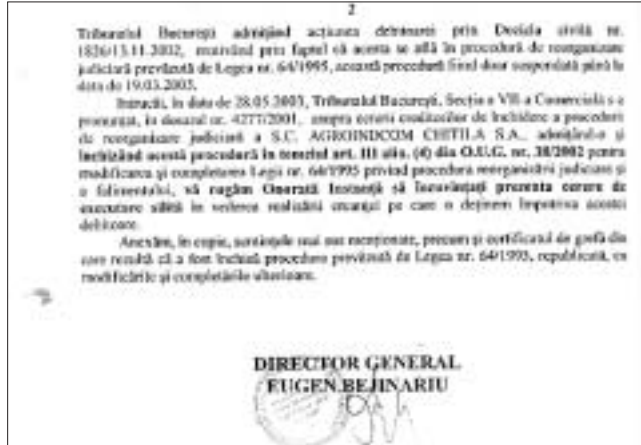 2
Tribunalul Bucureşti admiţând acţiunea debitoarei prin Decizia civilă nr.
1826/13.11.2002, motivând prin faptul că acesta se află în procedură de reorganizare
judiciară prevăzută de Legea nr. 64/1995, această procedură fiind doar suspendată până la
data de 19.03.2003.
Întrucât, în data de 28.05.2003, Tribunalul Bucureşti, Secţia a VII-a Comercială s-a
pronunţat, în dosarul nr. 4277/2001, asupra cererii creditorilor de închidere a procedurii
de reorganizare judiciară a S.C. AGROINDCOM CHITILA S.A., admiţând-o şi
închizând acestă procedură în temeiul art. III alin. (4) din O.U.G. nr. 38/2002 pentru
modificarea şi completarea Legii nr. 64/1995 privind procedura reorganizării judiciare şi
a falimentului, vă rugăm Onorată Instanţă să încuviinţaţi prezenta cerere de
executare silită în vederea realizării creanţei pe care o deţinem împotriva acestei
debitoare.
Anexăm, în copie, sentinţele mai sus menţionate, precum şi certificatul de grefă din
care rezultă că a fost închisă procedura prevăzută de Legea nr. 64/1995, republicată, cu
modificările şi completările ulterioare.
DIRECTOR GENERAL
EUGEN BEJINARIU